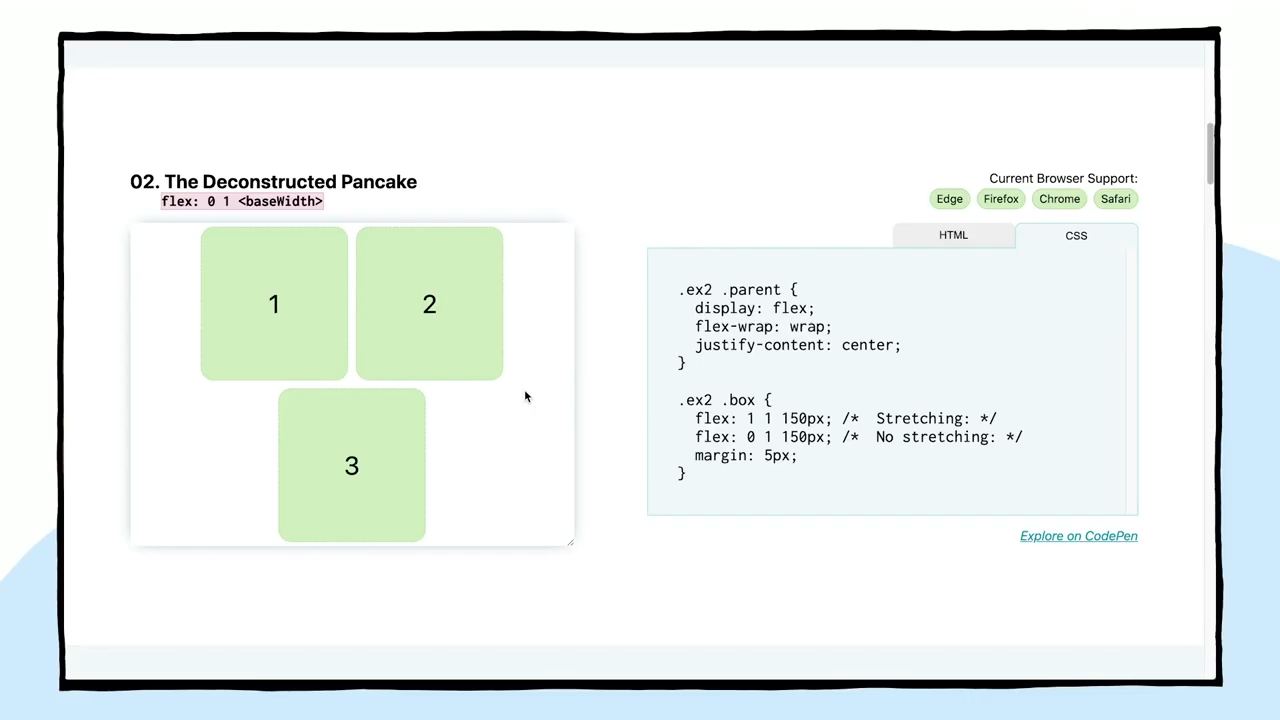 02. The Deconstructed Pancake
flex: 0 1 <baseWidth>
Current Browser Support:
Edge Firefox Chrome Safari
1 2
3
HTML CSS
.ex2 .parent {
  display: flex;
  flex-wrap: wrap;
  justify-content: center;
}
.ex2 .box {
  flex: 1 1 150px; /*  Stretching: */
  flex: 0 1 150px; /*  No stretching: */
  margin: 5px;
}
Explore on CodePen